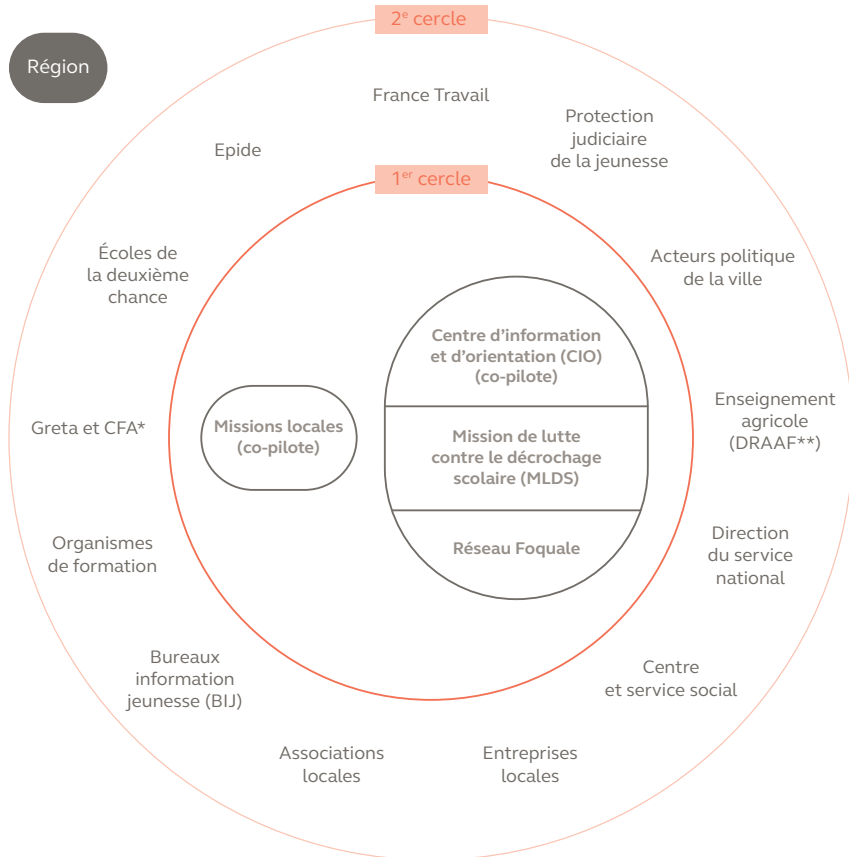 2e cercle
Région
France Travail
Protection
judiciaire
de la jeunesse
Epide
1er cercle
Écoles de
la deuxième
chance
Acteurs politique
de la ville
Centre d'information
et d'orientation (CIO)
(co-pilote)
Missions locales
(co-pilote)
Mission de lutte
contre le décrochage
scolaire (MLDS)
Réseau Foquale
Greta et CFA*
Enseignement
agricole
(DRAAF**)
Organismes
de formation
Direction
du service
national
Bureaux
information
jeunesse (BIJ)
Centre
et service social
Associations
locales
Entreprises
locales